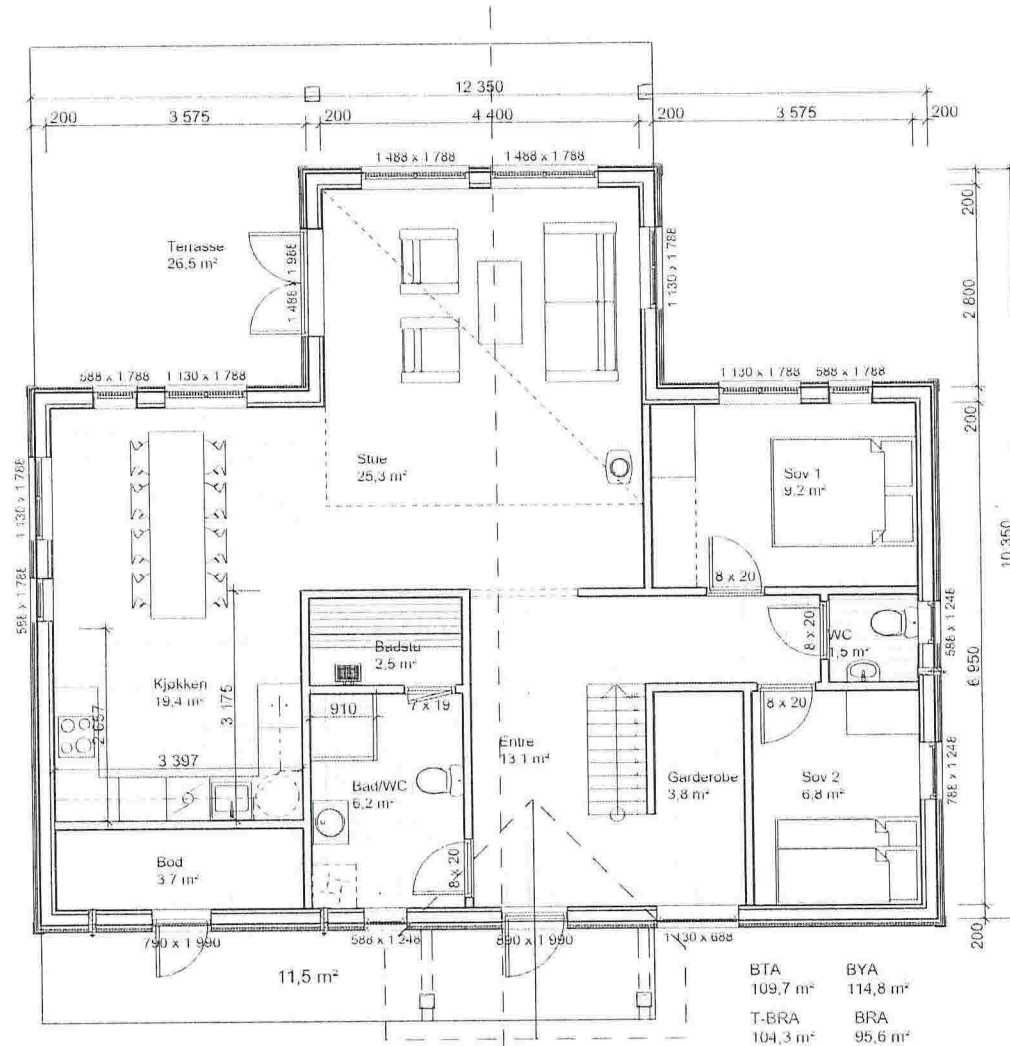 12 350
200
3 575
200
4 400
200
3 575
200
1 488 x 1 788
1 488 x 1 788
200
Terrasse
26,5 m²
1 488 x 1 988
1 130 x 1 788
2 800
588 x 1 788
1 130 x 1 788
1 130 x 1 788
588 x 1 788
200
Stue
25,3 m²
Sov 1
9,2 m²
1 130 x 1 788
10 350
588 x 1 788
8 x 20
8 x 20
WC
1,5 m²
588 x 1 248
Badstu
2,5 m²
6 950
Kjøkken
19,4 m²
3 175
910
7 x 19
8 x 20
Entre
13,1 m²
3 397
Bad/WC
6,2 m²
Garderobe
3,8 m²
Sov 2
6,8 m²
788 x 1 248
Bod
3,7 m²
8 x 20
790 x 1 990
588 x 1 248
890 x 1 990
1 130 x 688
200
11,5 m²
BTA BYA
109,7 m² 114,8 m²
T-BRA BRA
104,3 m² 95,6 m²